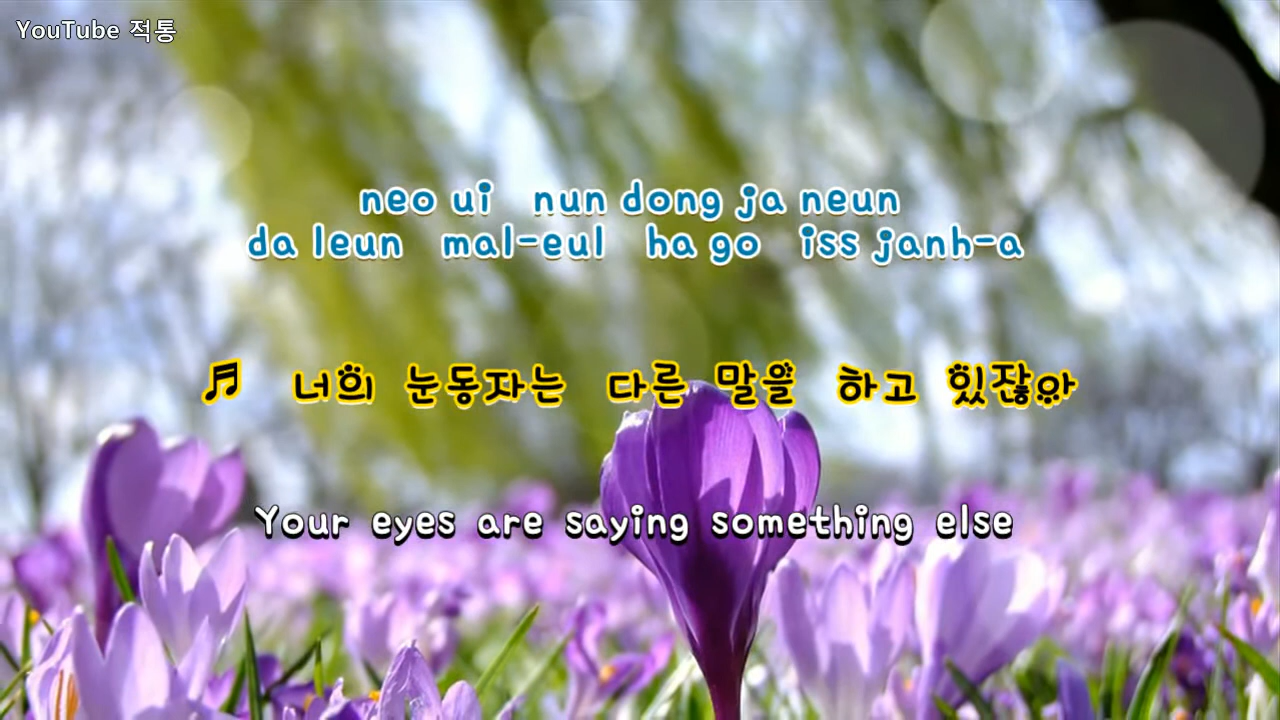 YouTube 적통
neo ui nun dong ja neun
da leun mal-eul ha go iss janh-a
♬ 너의 눈동자는 다른 말을 하고 있잖아
Your eyes are saying something else